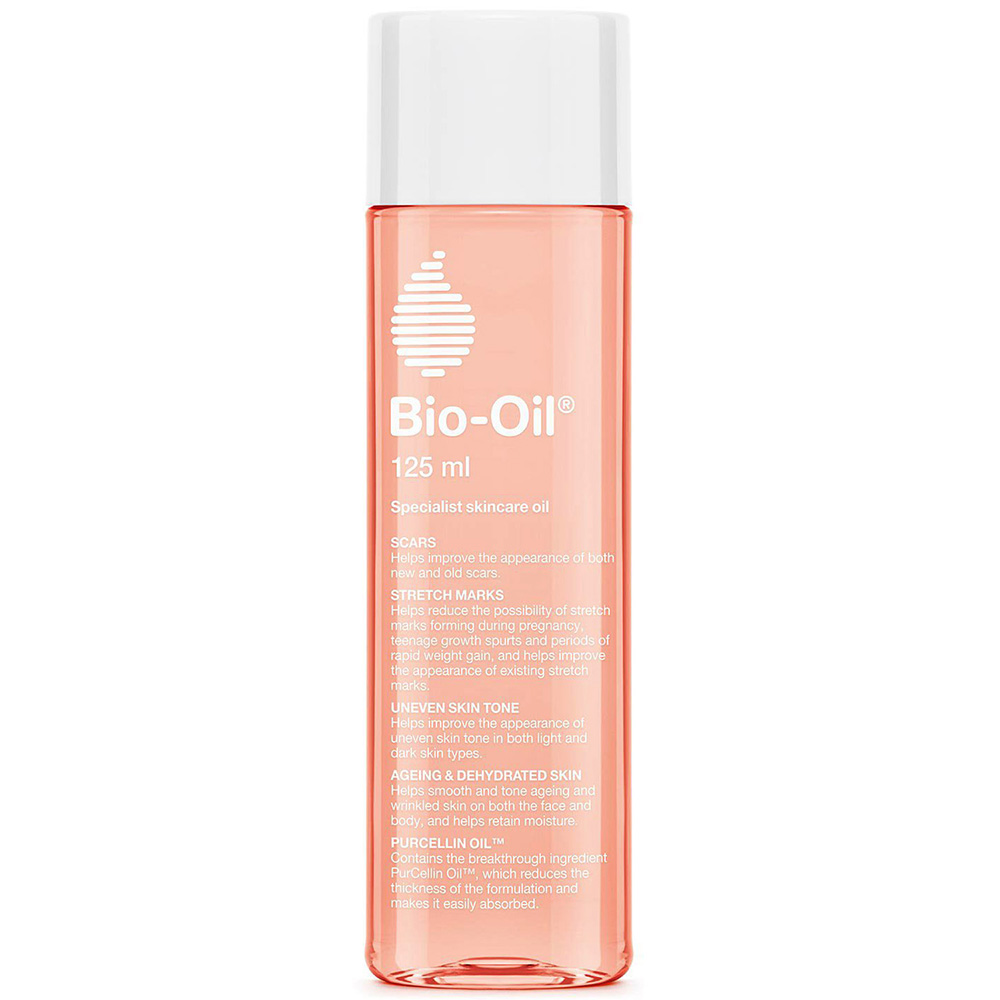 Bio-Oil®
125 ml
Specialist skincare oil
SCARS
Helps improve the appearance of both
new and old scars.
STRETCH MARKS
Helps reduce the possibility of stretch
marks forming during pregnancy,
teenage growth spurts and periods of
rapid weight gain, and helps improve
the appearance of existing stretch
marks.
UNEVEN SKIN TONE
Helps improve the appearance of
uneven skin tone in both light and
dark skin types.
AGEING & DEHYDRATED SKIN
Helps smooth and tone ageing and
wrinkled skin on both the face and
body, and helps retain moisture.
PURCELLIN OIL™
Contains the breakthrough ingredient
PurCellin Oil™, which reduces the
thickness of the formulation and
makes it easily absorbed.